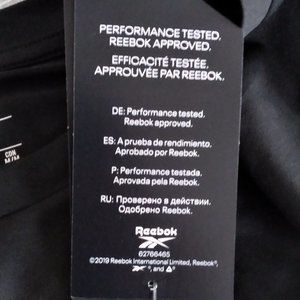 PERFORMANCE TESTED.
REEBOK APPROVED.
EFFICACITÉ TESTÉE.
APPROUVÉE PAR REEBOK.
DE: Performance tested.
Reebok approved.
ES: A prueba de rendimiento.
Aprobado por Reebok.
P: Performance testada.
Aprovada pela Reebok.
RU: Проверено в действии.
Одобрено Reebok.
Reebok
62766465
©2019 Reebok International Limited, Reebok®,
®, and
CDN
M/M